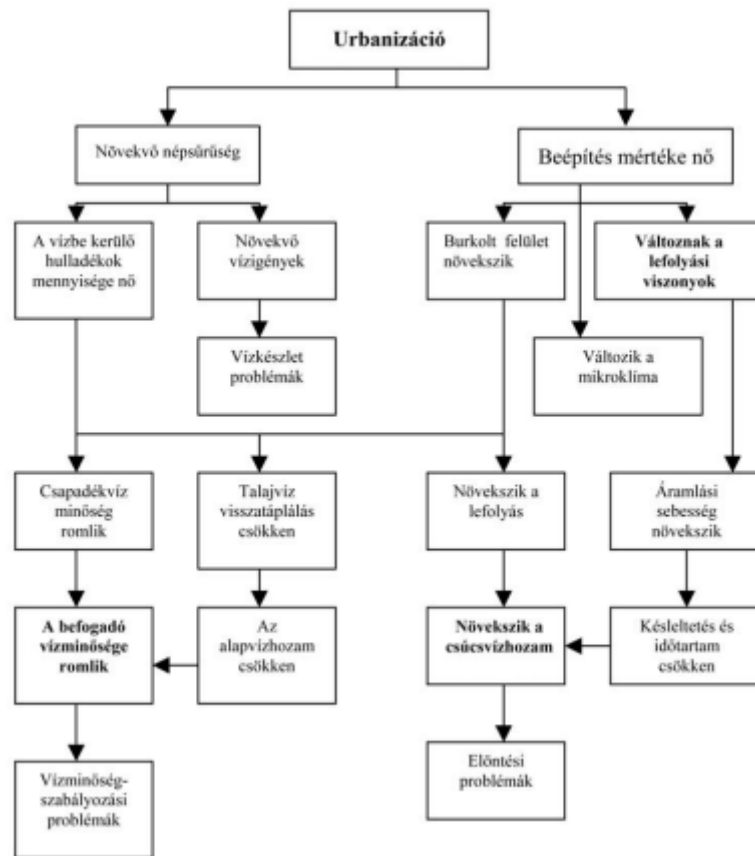 Urbanizáció
Növekvő népsűrűség
Beépítés mértéke nő
A vízbe kerülő
hulladékok
mennyisége nő
Növekvő
vízigények
Burkolt felület
növekszik
Változnak a
lefolyási
viszonyok
Vízkészlet
problémák
Változik a
mikroklíma
Csapadékvíz
minőség
romlik
Talajvíz
visszatáplálás
csökken
Növekszik a
lefolyás
Áramlási
sebesség
növekszik
A befogadó
vízminősége
romlik
Az
alapvízhozam
csökken
Növekszik a
csúcsvízhozam
Késleltetés és
időtartam
csökken
Vízminőség-
szabályozási
problémák
Elöntési
problémák